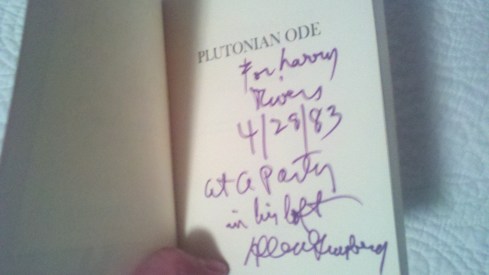 PLUTONIAN ODE
For Larry
Rivers
4/28/83
at a Party
in his loft
Allen Ginsberg